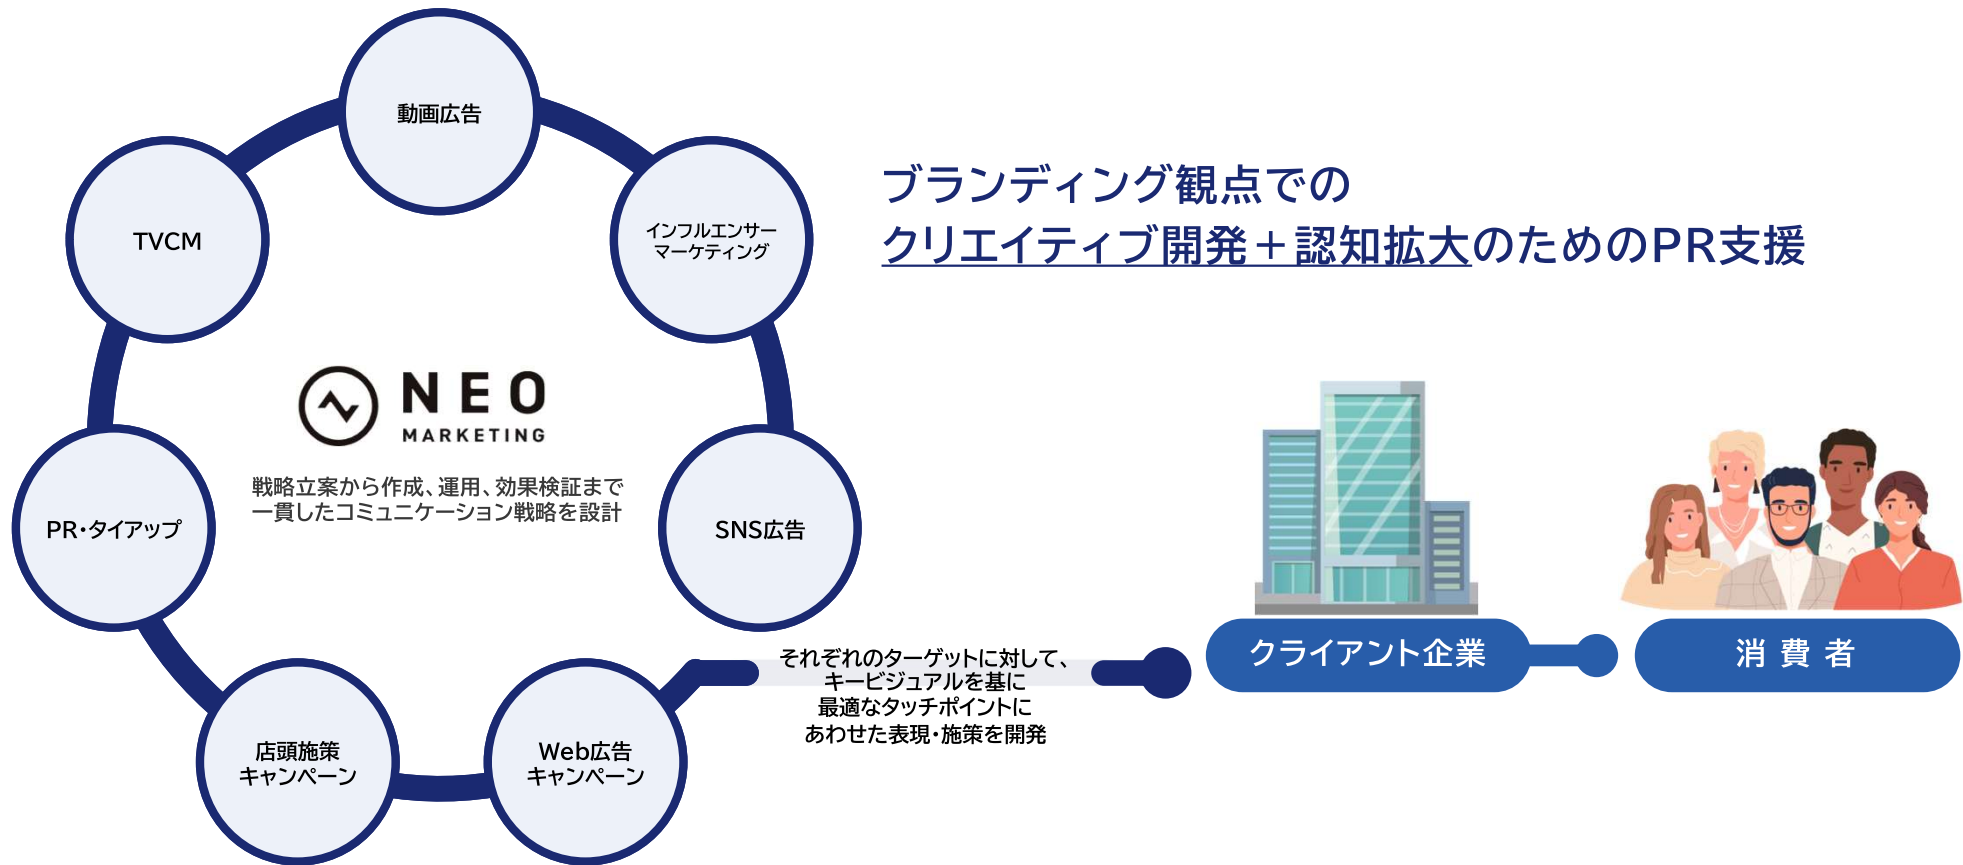 動画広告
TVCM
インフルエンサー
マーケティング
ブランディング観点での
クリエイティブ開発＋認知拡大のためのPR支援
NEO
MARKETING
戦略立案から作成、運用、効果検証まで
一貫したコミュニケーション戦略を設計
PR・タイアップ
SNS広告
それぞれのターゲットに対して、
キービジュアルを基に
最適なタッチポイントに
あわせた表現・施策を開発
クライアント企業
消費者
店頭施策
キャンペーン
Web広告
キャンペーン